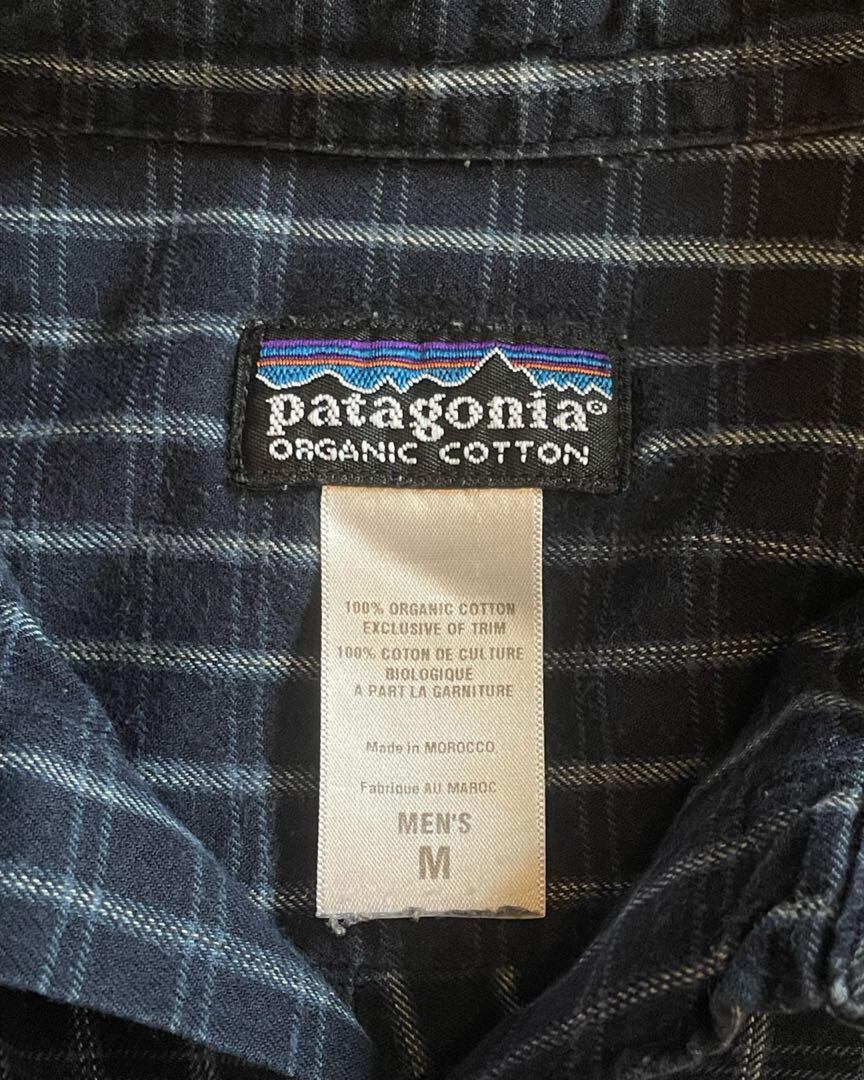 patagonia®
ORGANIC COTTON
100% ORGANIC COTTON
EXCLUSIVE OF TRIM
100% COTON DE CULTURE
BIOLOGIQUE
A PART LA GARNITURE
Made in MOROCCO
Fabrique AU MAROC
MEN'S
M